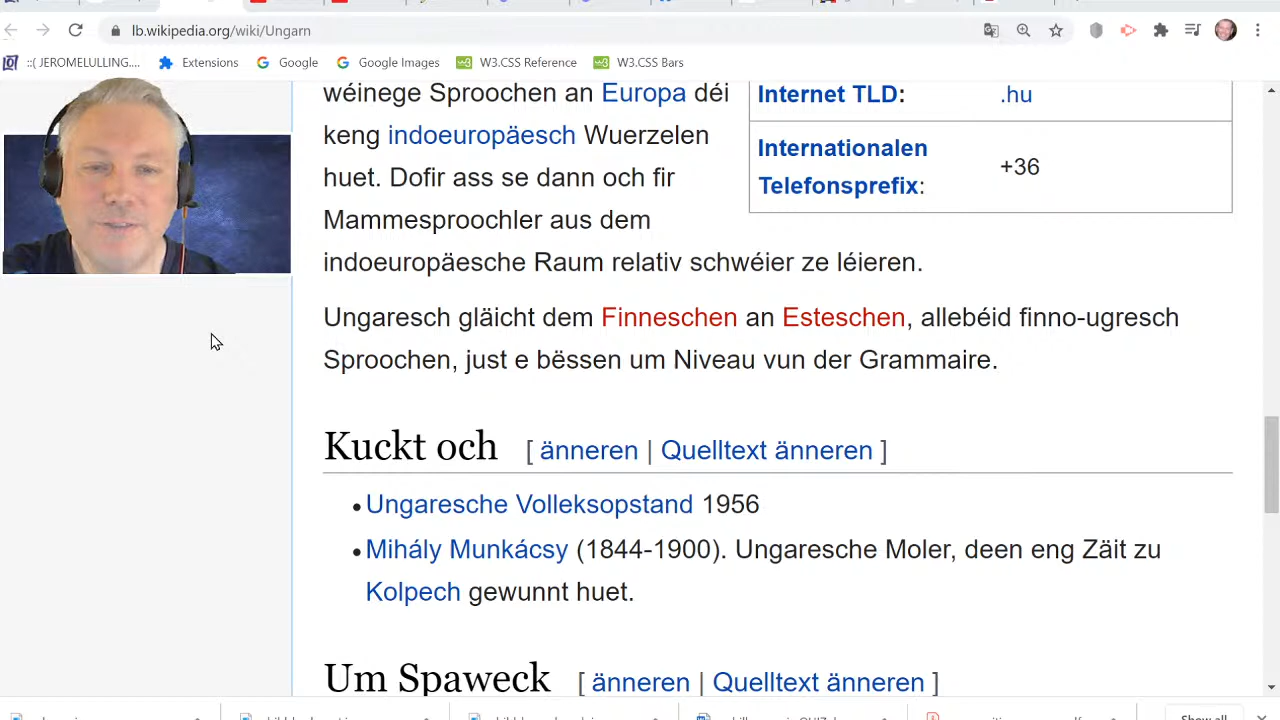 lb.wikipedia.org/wiki/Ungarn
::( JEROMELULLING.... Extensions Google Google Images W3.CSS Reference W3.CSS Bars
wéinege Sproochen an Europa déi
keng indoeuropäesch Wuerzelen
huet. Dofir ass se dann och fir
Mammesproochler aus dem
indoeuropäesche Raum relativ schwéier ze léieren.
Internet TLD: .hu
Internationalen
Telefonsprefix: +36
Ungaresch gläicht dem Finneschen an Esteschen, allebéid finno-ugresch
Sproochen, just e bëssen um Niveau vun der Grammaire.
Kuckt och [ änneren | Quelltext änneren ]
Ungaresche Volleksopstand 1956
Mihály Munkácsy (1844-1900). Ungaresche Moler, deen eng Zäit zu
Kolpech gewunnt huet.
Um Spaweck [ änneren | Quelltext änneren ]
Show all